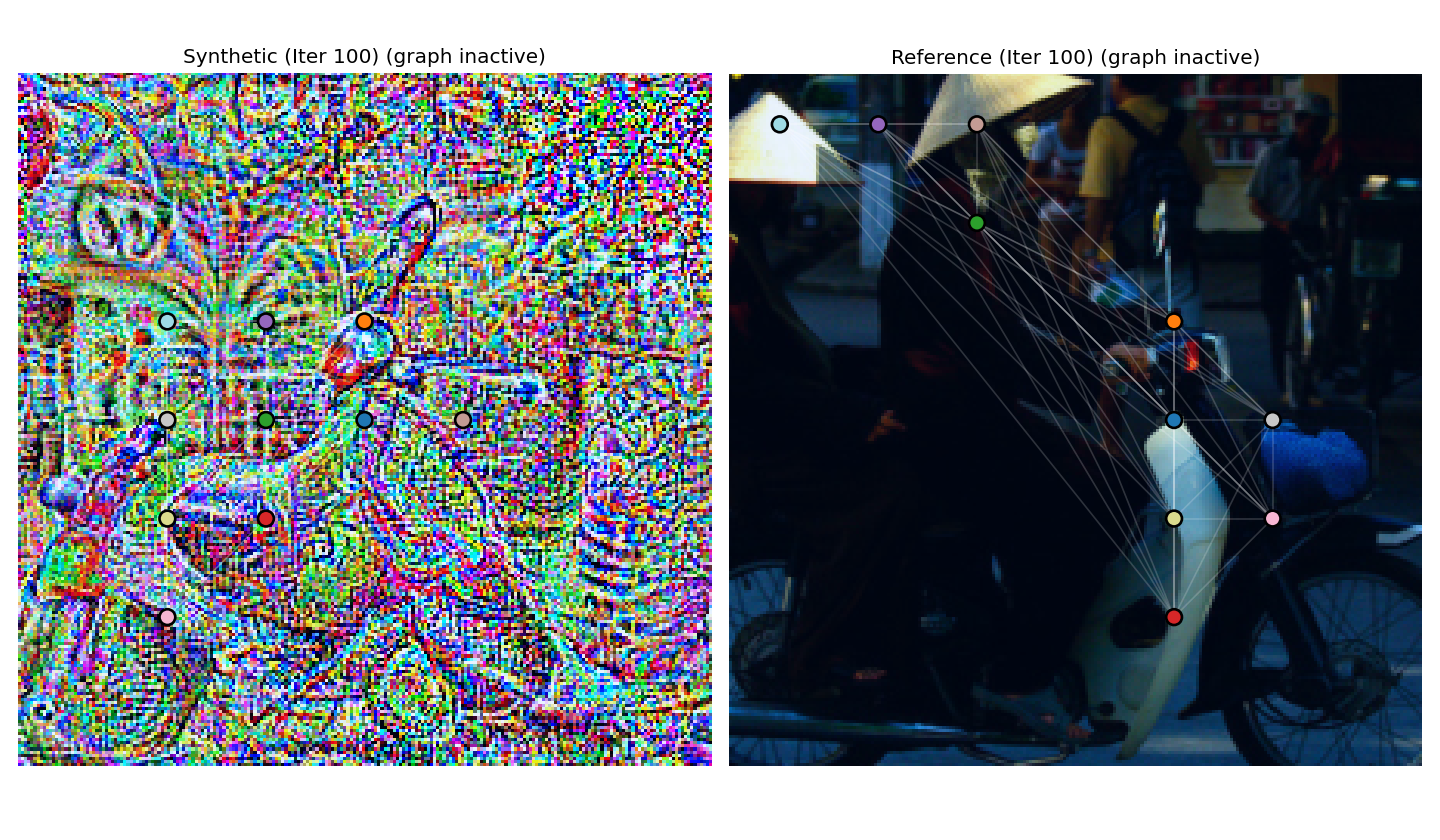 Synthetic (Iter 100) (graph inactive)
Reference (Iter 100) (graph inactive)